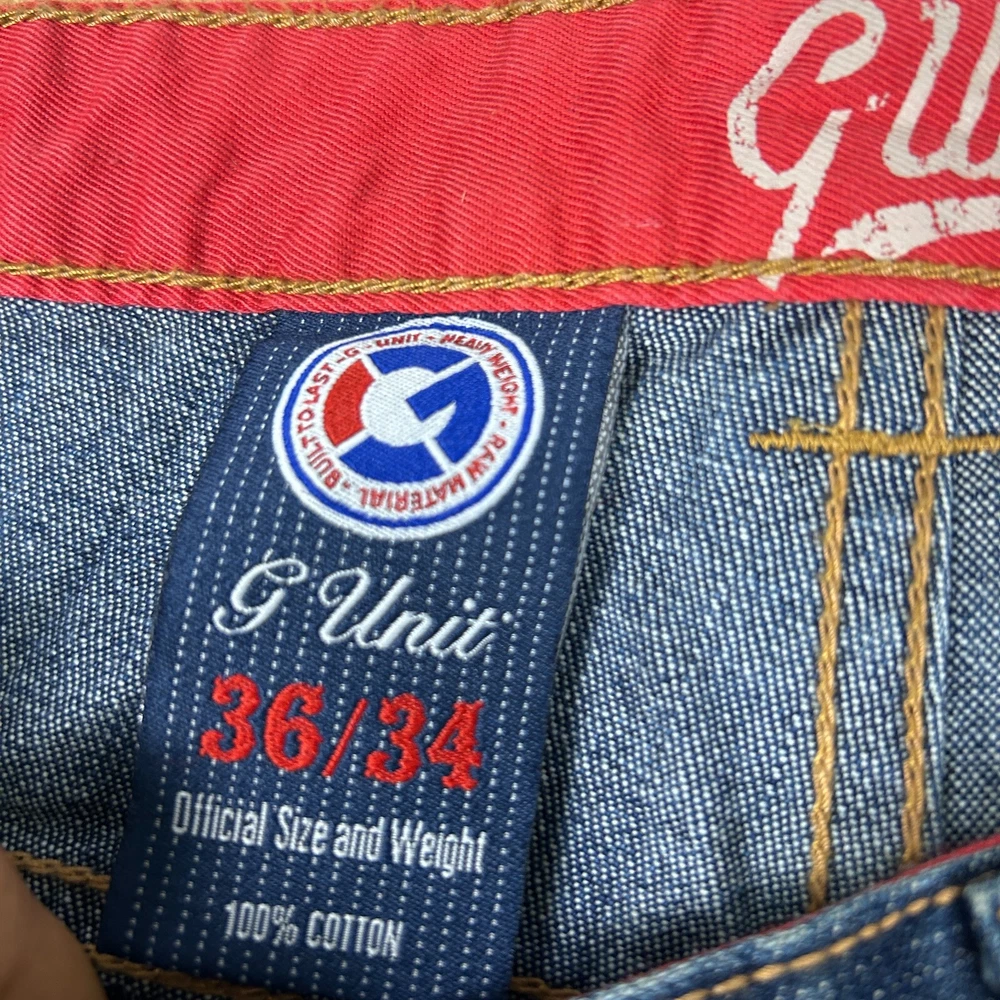 G-UNIT - HEAVY WEIGHT - RAW MATERIAL - BUILT TO LAST -
G
G Unit
36/34
Official Size and Weight
100% COTTON